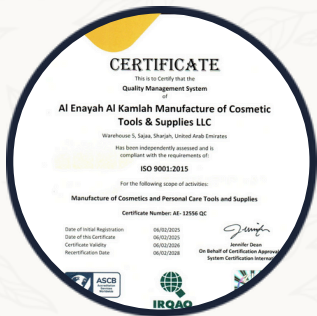 CERTIFICATE
This is to Certify that the
Quality Management System
of
Al Enayah Al Kamlah Manufacture of Cosmetic
Tools & Supplies LLC
Warehouse 5, Sajaa, Sharjah, United Arab Emirates
Has been independently assessed and is
compliant with the requirements of:
ISO 9001:2015
For the following scope of activities:
Manufacture of Cosmetics and Personal Care Tools and Supplies
Certificate Number: AE- 12556 QC
Date of Initial Registration 06/02/2025
Date of this Certificate 06/02/2025
Certificate Validity 06/02/2026
Recertification Date 06/02/2028
Jennifer Dean
On Behalf of Certification Approva
System Certification Internat
ASCB
IRQAO